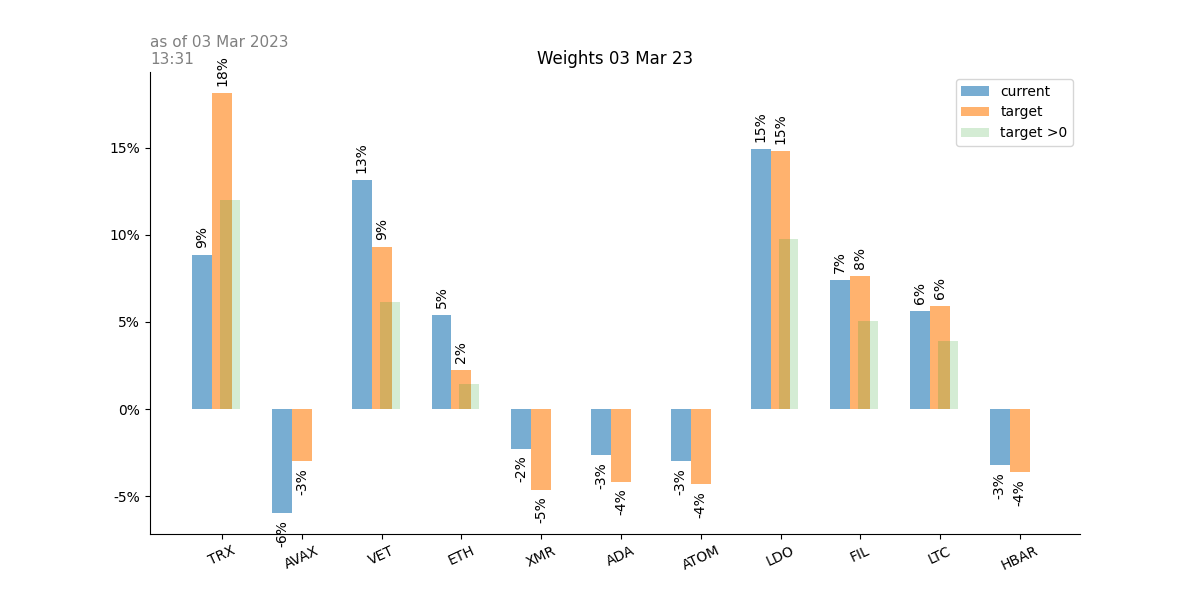 as of 03 Mar 2023
13:31
Weights 03 Mar 23
current
target
target >0
15%
10%
5%
0%
-5%
9%
18%
-6%
-3%
13%
9%
5%
2%
-2%
-5%
-3%
-4%
-3%
-4%
15%
15%
7%
8%
6%
6%
-3%
-4%
TRX
AVAX
VET
ETH
XMR
ADA
ATOM
LDO
FIL
LTC
HBAR